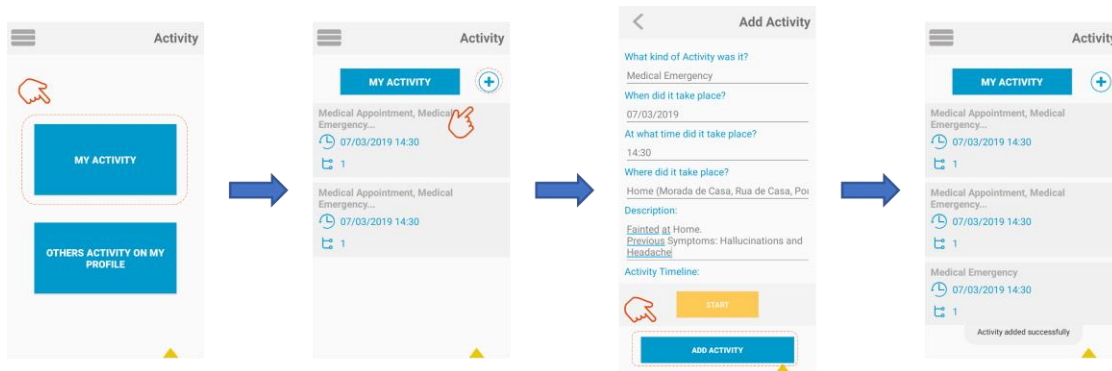 Activity
MY ACTIVITY
OTHERS ACTIVITY ON MY
PROFILE
Activity
MY ACTIVITY
Medical Appointment, Medical
Emergency...
07/03/2019 14:30
1
Medical Appointment, Medical
Emergency...
07/03/2019 14:30
1
Add Activity
What kind of Activity was it?
Medical Emergency
When did it take place?
07/03/2019
At what time did it take place?
14:30
Where did it take place?
Home (Morada de Casa, Rua de Casa, Por
Description:
Fainted at Home.
Previous Symptoms: Hallucinations and
Headache
Activity Timeline:
START
ADD ACTIVITY
Activity
MY ACTIVITY
Medical Appointment, Medical
Emergency...
07/03/2019 14:30
1
Medical Appointment, Medical
Emergency...
07/03/2019 14:30
1
Medical Emergency
07/03/2019 14:30
1
Activity added successfully